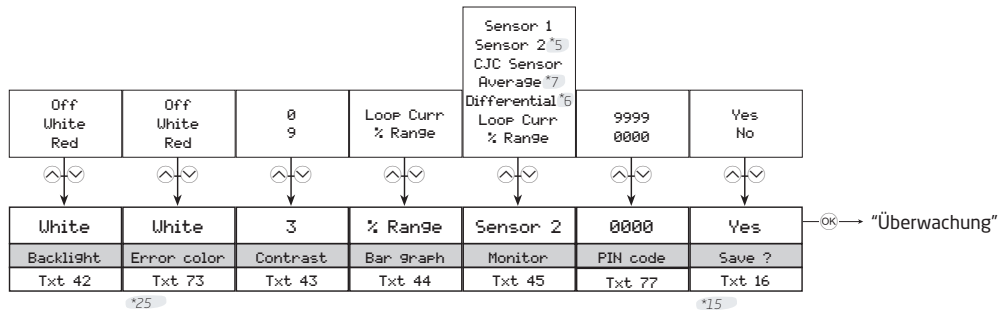 Sensor 1
Sensor 2 *5
CJC Sensor
Average *7
Differential *6
Loop Curr
% Range
Off
White
Red
Off
White
Red
0
9
Loop Curr
% Range
9999
0000
Yes
No
White
White
3
% Range
Sensor 2
0000
Yes
OK
"Überwachung"
Backlight
Error color
Contrast
Bar graph
Monitor
PIN code
Save ?
Txt 42
Txt 73
Txt 43
Txt 44
Txt 45
Txt 77
Txt 16
*25
*15